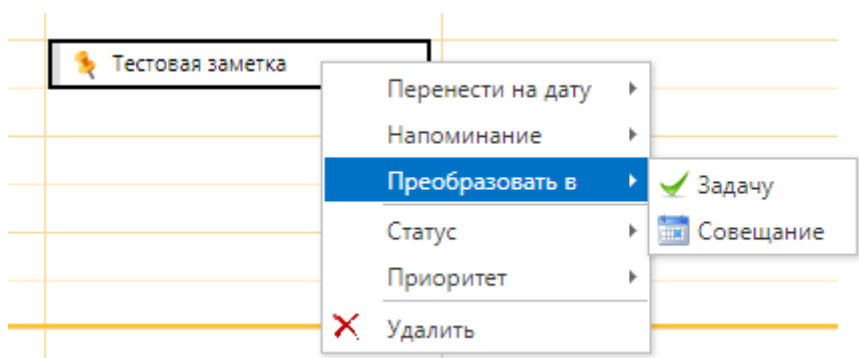 Тестовая заметка
Перенести на дату
Напоминание
Преобразовать в
Задачу
Совещание
Статус
Приоритет
Удалить